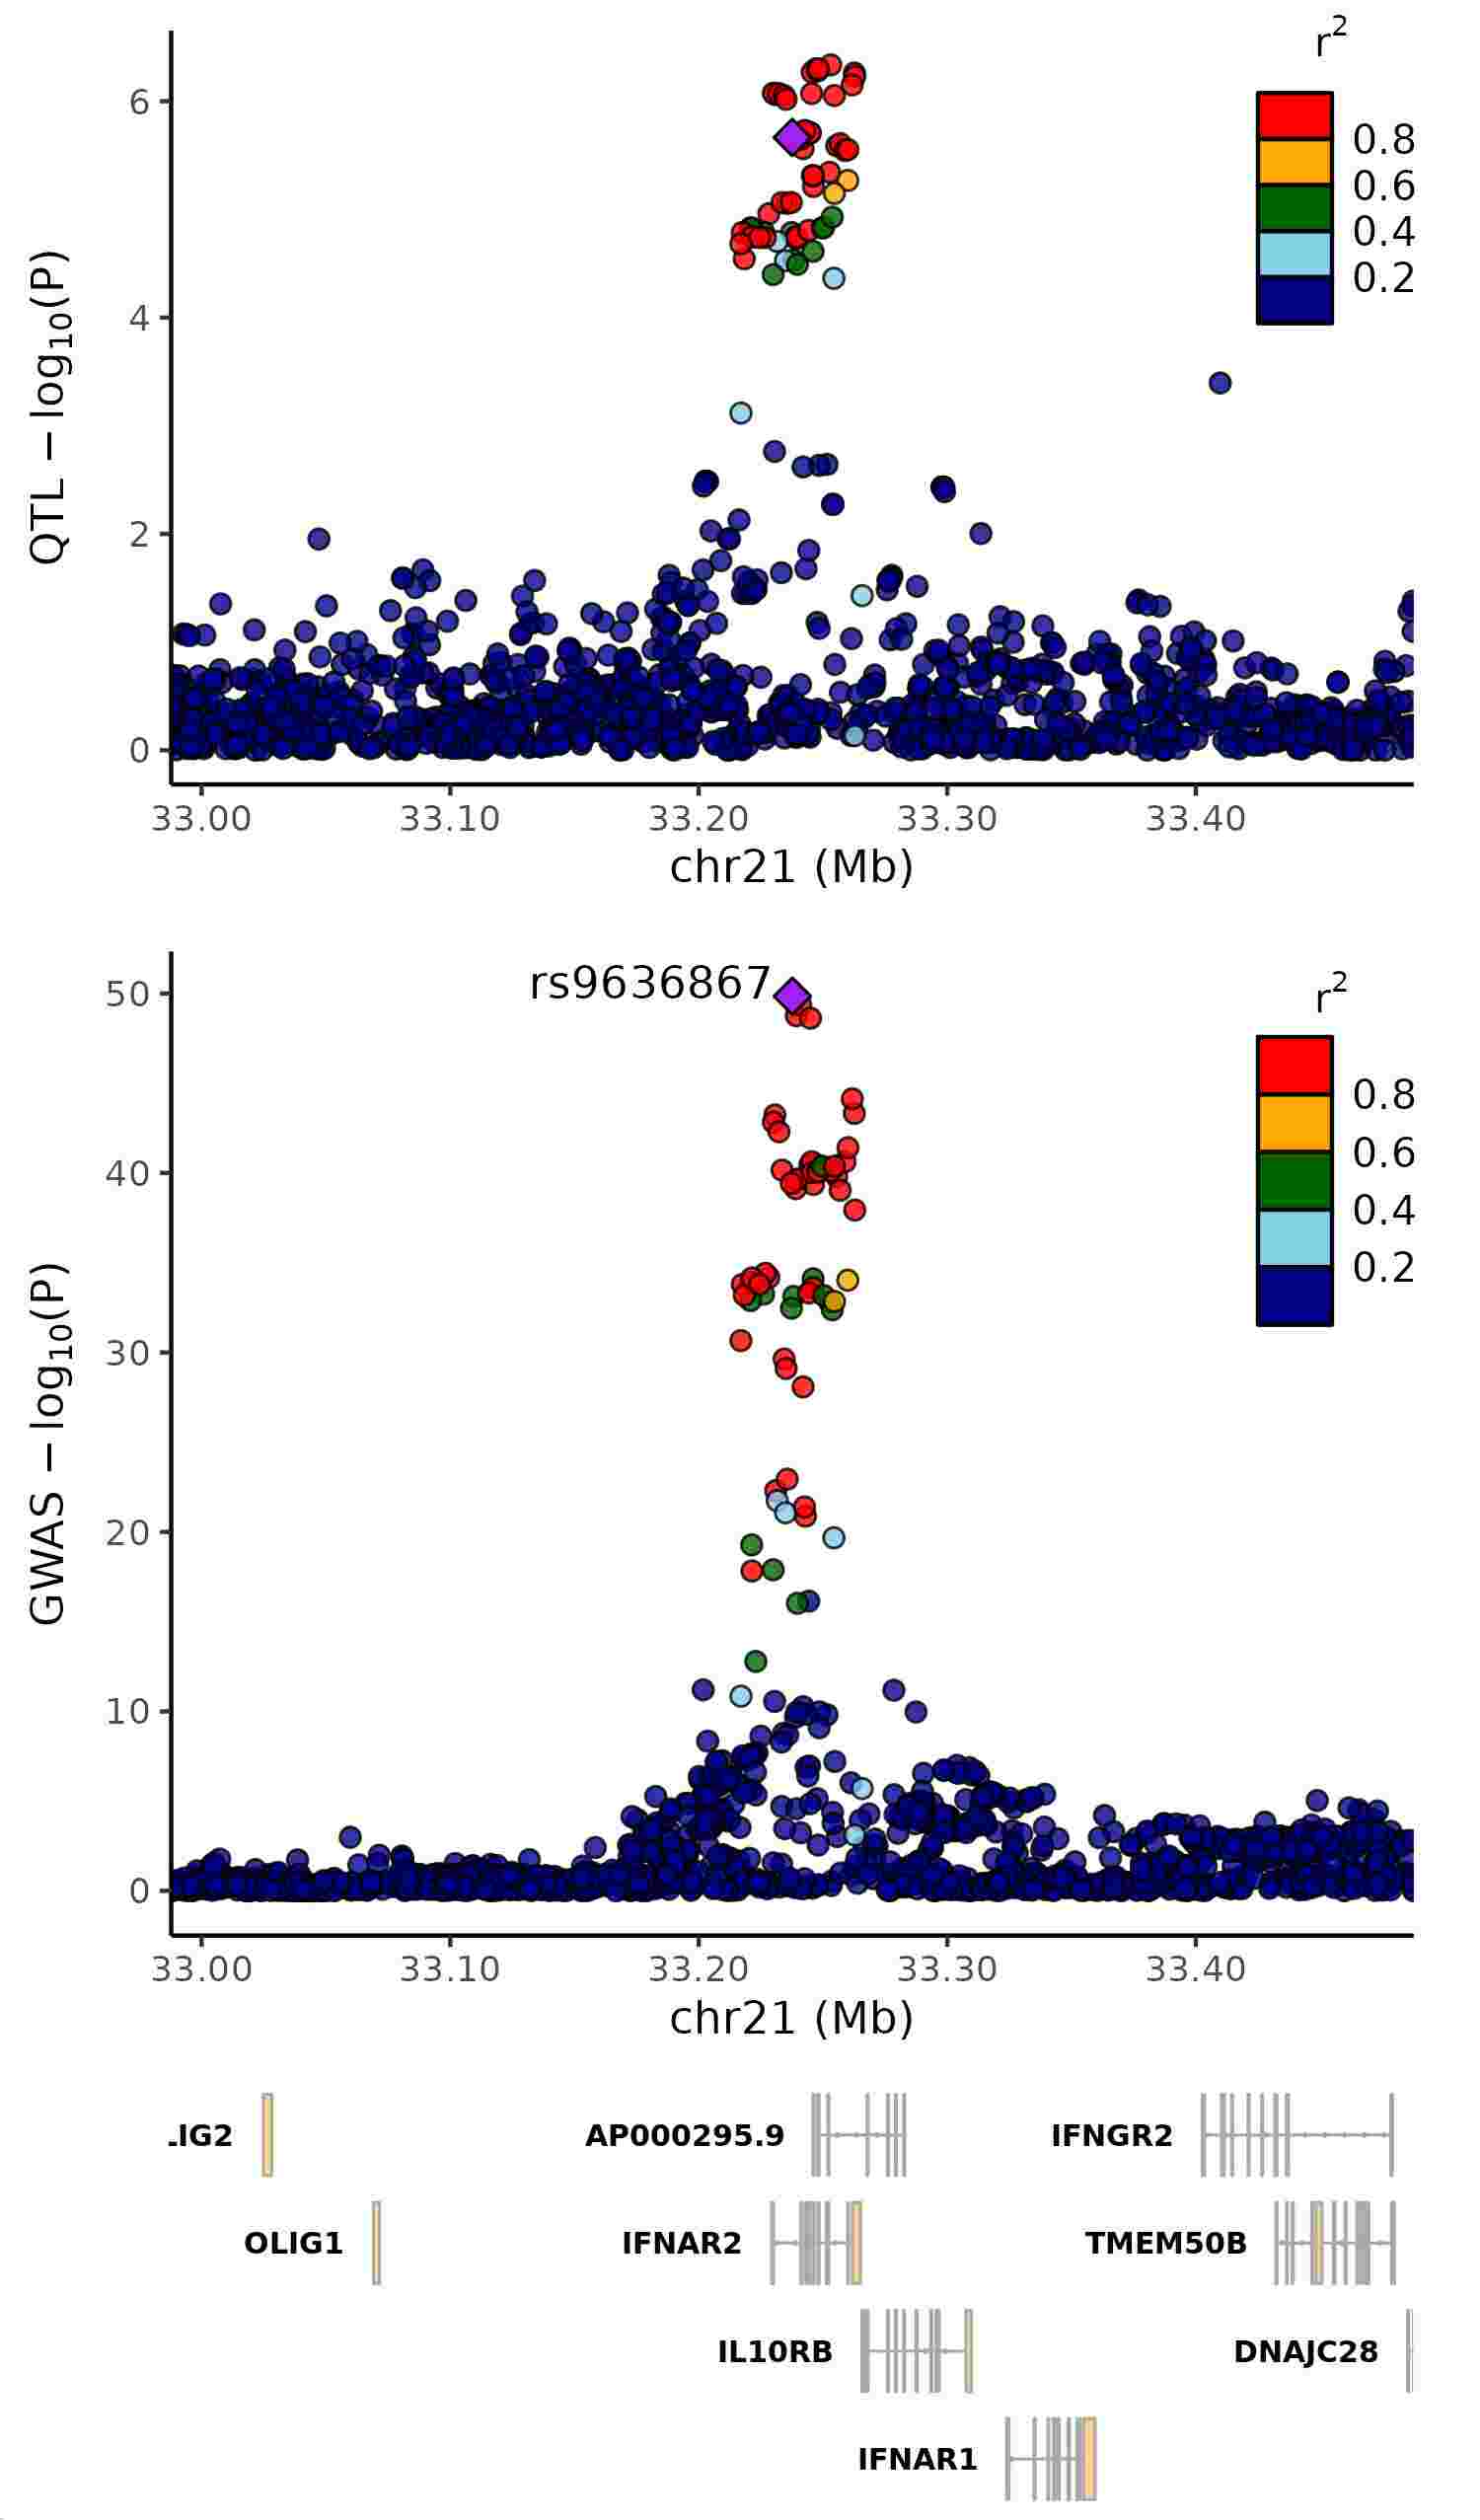 r2
6
4
2
0
0.8
0.6
0.4
0.2
QTL −log10(P)
33.00 33.10 33.20 33.30 33.40
chr21 (Mb)
rs9636867
r2
50
40
30
20
10
0
0.8
0.6
0.4
0.2
GWAS −log10(P)
33.00 33.10 33.20 33.30 33.40
chr21 (Mb)
LIG2 AP000295.9 IFNGR2
OLIG1 IFNAR2 TMEM50B
IL10RB DNAJC28
IFNAR1